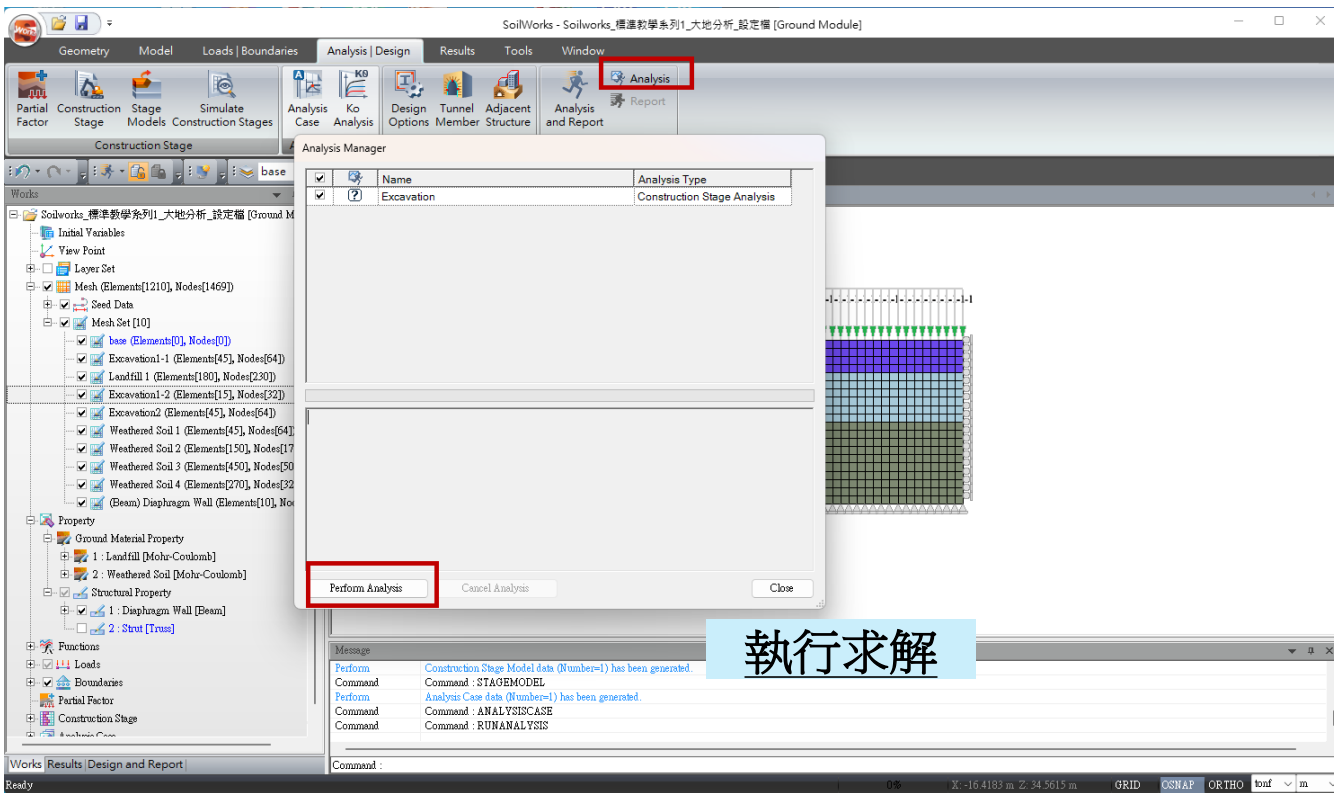 SoilWorks - Soilworks_標準教學系列1_大地分析_設定檔 [Ground Module]
Geometry Model Loads | Boundaries Analysis | Design Results Tools Window
Partial Factor
Construction Stage
Stage Models
Simulate Construction Stages
Analysis Case
Ko Analysis
Design Options
Tunnel Member
Adjacent Structure
Analysis and Report
Analysis
Report
Construction Stage
base
Works
Soilworks_標準教學系列1_大地分析_設定檔 [Ground M
Initial Variables
View Point
Layer Set
Mesh (Elements[1210], Nodes[1469])
Seed Data
Mesh Set [10]
base (Elements[0], Nodes[0])
Excavation1-1 (Elements[45], Nodes[64])
Landfill 1 (Elements[180], Nodes[230])
Excavation1-2 (Elements[15], Nodes[32])
Excavation2 (Elements[45], Nodes[64])
Weathered Soil 1 (Elements[45], Nodes[64]
Weathered Soil 2 (Elements[150], Nodes[17
Weathered Soil 3 (Elements[450], Nodes[50
Weathered Soil 4 (Elements[270], Nodes[32
(Beam) Diaphragm Wall (Elements[10], No
Property
Ground Material Property
1 : Landfill [Mohr-Coulomb]
2 : Weathered Soil [Mohr-Coulomb]
Structural Property
1 : Diaphragm Wall [Beam]
2 : Strut [Truss]
Functions
Loads
Boundaries
Partial Factor
Construction Stage
Analysis Case
Works Results Design and Report
Analysis Manager
Name Analysis Type
Excavation Construction Stage Analysis
Perform Analysis Cancel Analysis Close
執行求解
Message
Perform Construction Stage Model data (Number=1) has been generated.
Command Command : STAGEMODEL
Perform Analysis Case data (Number=1) has been generated.
Command Command : ANALYSISCASE
Command Command : RUNANALYSIS
Command :
Ready 0% X: -16.4183 m Z: 34.5615 m GRID OSNAP ORTHO tonf m